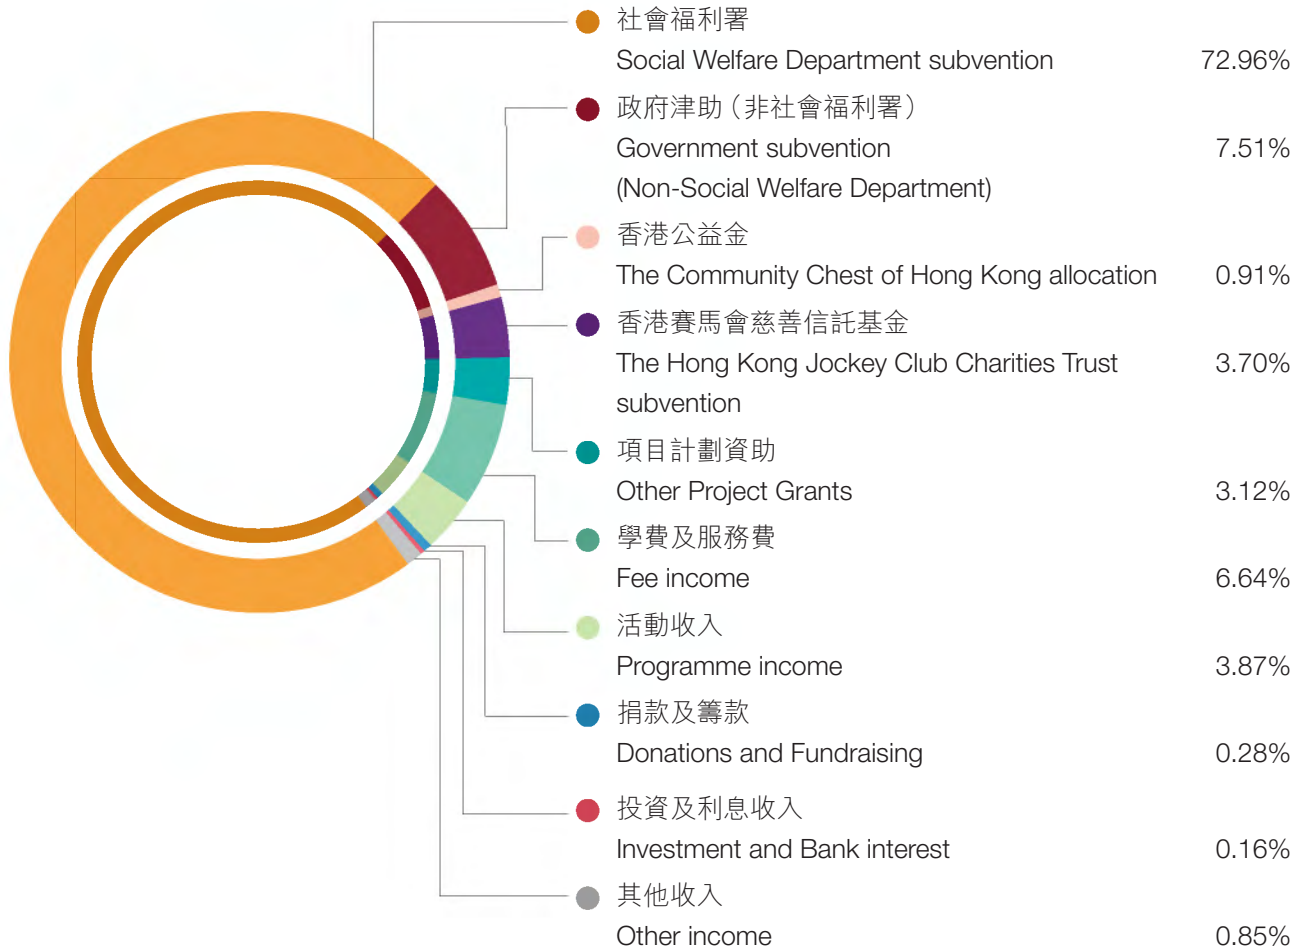 社會福利署
Social Welfare Department subvention 72.96%
政府津助（非社會福利署）
Government subvention 7.51%
(Non-Social Welfare Department)
香港公益金
The Community Chest of Hong Kong allocation 0.91%
香港賽馬會慈善信託基金
The Hong Kong Jockey Club Charities Trust 3.70%
subvention
項目計劃資助
Other Project Grants 3.12%
學費及服務費
Fee income 6.64%
活動收入
Programme income 3.87%
捐款及籌款
Donations and Fundraising 0.28%
投資及利息收入
Investment and Bank interest 0.16%
其他收入
Other income 0.85%